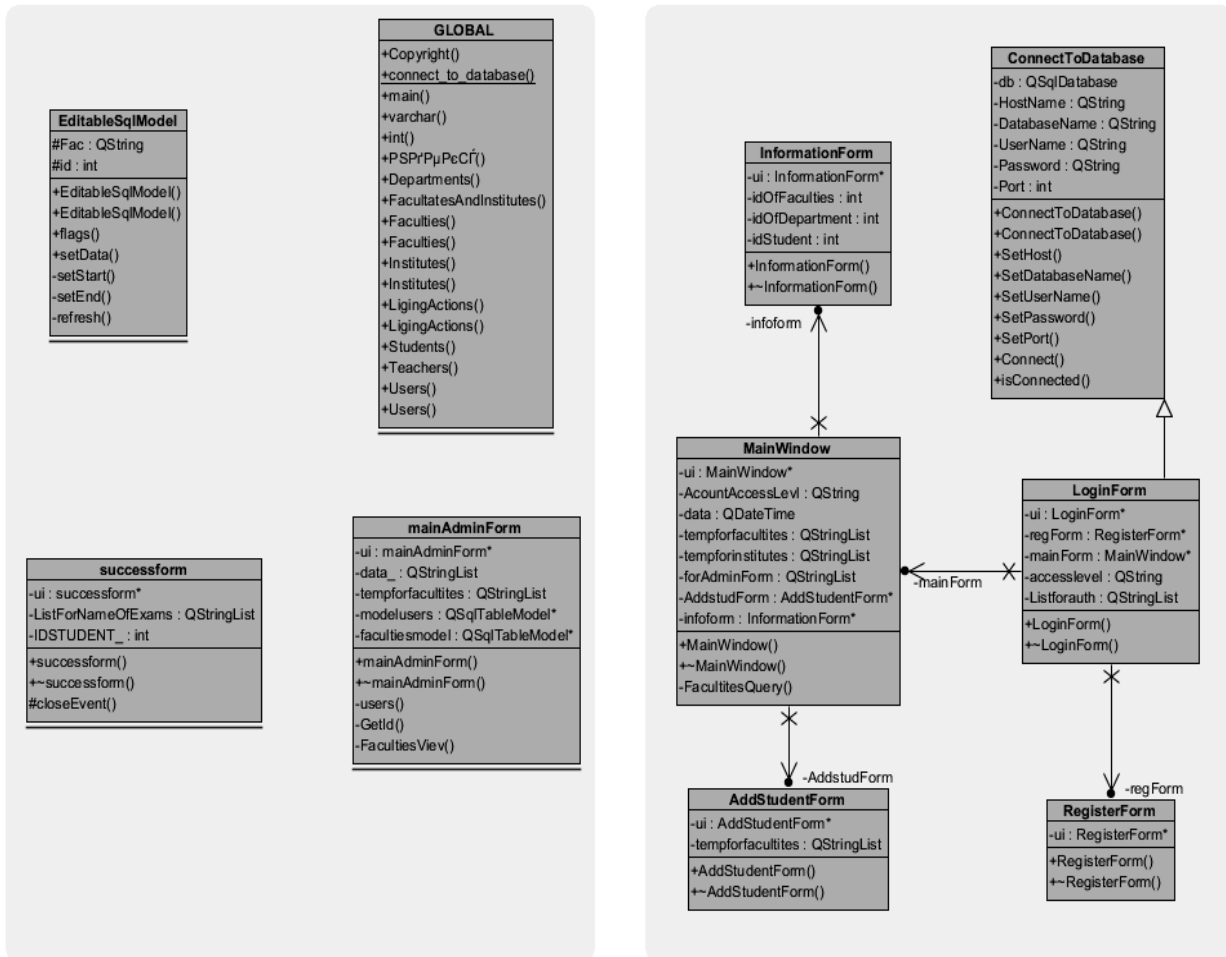 GLOBAL
+Copyright()
+connect_to_database()
+main()
+varchar()
+int()
+PSPґPµPєCЃ́()
+Departments()
+FacultatesAndInstitutes()
+Faculties()
+Faculties()
+Institutes()
+Institutes()
+LigingActions()
+LigingActions()
+Students()
+Teachers()
+Users()
+Users()
EditableSqlModel
#Fac : QString
#id : int
+EditableSqlModel()
+EditableSqlModel()
+flags()
+setData()
-setStart()
-setEnd()
-refresh()
successform
-ui : successform*
-ListForNameOfExams : QStringList
-IDSTUDENT_ : int
+successform()
+~successform()
#closeEvent()
mainAdminForm
-ui : mainAdminForm*
-data_ : QStringList
-tempforfacultites : QStringList
-modelusers : QSqlTableModel*
-facultiesmodel : QSqlTableModel*
+mainAdminForm()
+~mainAdminForm()
-users()
-GetId()
-FacultiesViev()
ConnectToDatabase
-db : QSqlDatabase
-HostName : QString
-DatabaseName : QString
-UserName : QString
-Password : QString
-Port : int
+ConnectToDatabase()
+ConnectToDatabase()
+SetHost()
+SetDatabaseName()
+SetUserName()
+SetPassword()
+SetPort()
+Connect()
+isConnected()
InformationForm
-ui : InformationForm*
-idOfFaculties : int
-idOfDepartment : int
-idStudent : int
+InformationForm()
+~InformationForm()
-infoform
MainWindow
-ui : MainWindow*
-AcountAccessLevl : QString
-data : QDateTime
-tempforfacultites : QStringList
-temporinstitutes : QStringList
-forAdminForm : QStringList
-AddstudForm : AddStudentForm*
-infoform : InformationForm*
+MainWindow()
+~MainWindow()
-FacultitesQuery()
-mainForm
LoginForm
-ui : LoginForm*
-regForm : RegisterForm*
-mainForm : MainWindow*
-accesslevel : QString
-Listforauth : QStringList
+LoginForm()
+~LoginForm()
-AddstudForm
AddStudentForm
-ui : AddStudentForm*
-tempforfacultites : QStringList
+AddStudentForm()
+~AddStudentForm()
-regForm
RegisterForm
-ui : RegisterForm*
+RegisterForm()
+~RegisterForm()